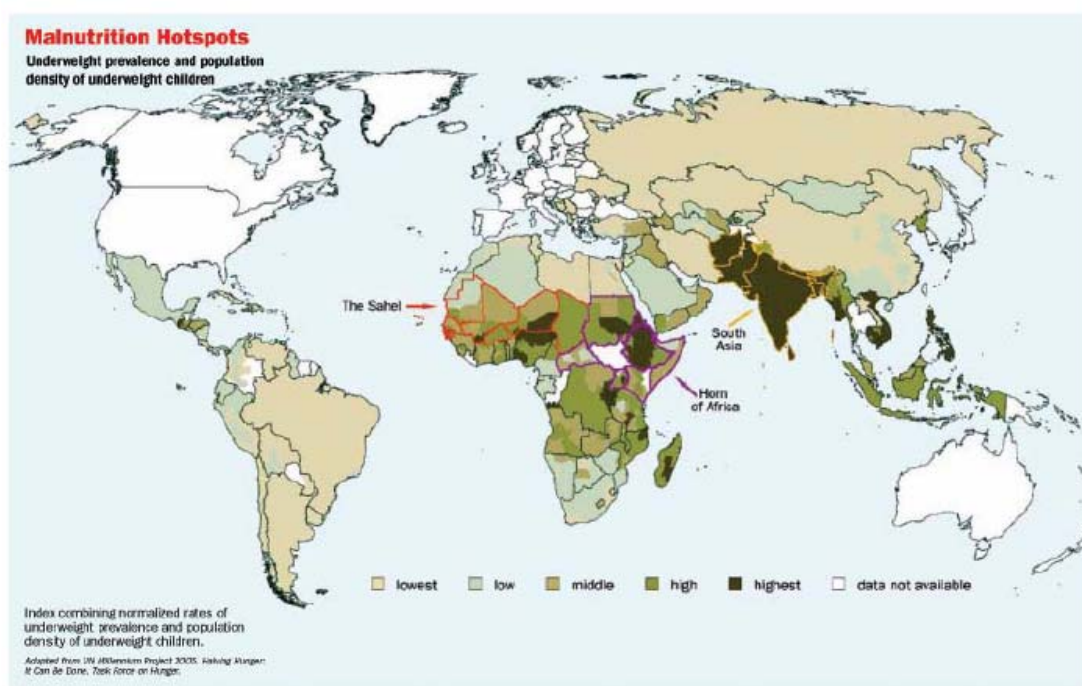 Malnutrition Hotspots
Underweight prevalence and population
density of underweight children
The Sahel
South
Asia
Horn
of Africa
lowest
low
middle
high
highest
data not available
Index combining normalized rates of
underweight prevalence and population
density of underweight children.
Adapted from UN Millennium Project 2005. Halving Hunger:
It Can Be Done, Task Force on Hunger.